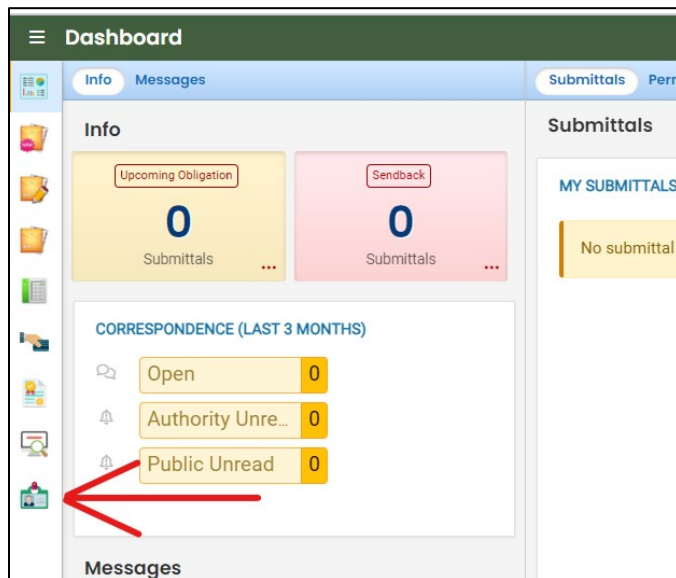 Dashboard
Info Messages
Info
Upcoming Obligation
0
Submittals
...
Sendback
0
Submittals
...
CORRESPONDENCE (LAST 3 MONTHS)
Open 0
Authority Unre... 0
Public Unread 0
Messages
Submittals Perr
Submittals
MY SUBMITTALS
No submittal